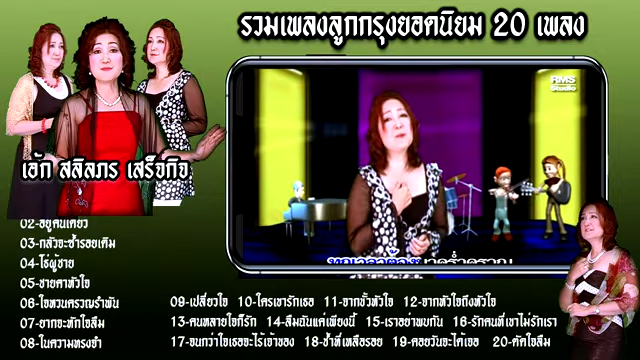 รวมเพลงลูกกรุงยอดนิยม 20 เพลง
RMS
Studio
เอ้ก สลิลภร เสร็จกิจ
02-อยู่คนเดียว
03-กลัวจะช้ำรอยเดิม
04-โธ่ผู้ชาย
05-ชายคาหัวใจ
06-ใจหวนครวญรำพัน
07-ยากจะหักใจลืม
08-ในความทรงจำ
09-เปลี่ยวใจ 10-ใครเขารักเธอ 11-จากขั้วหัวใจ 12-จากหัวใจถึงหัวใจ
13-คนหลายใจก็รัก 14-ลืมฉันแค่เพียงนี้ 15-เราอย่าพบกัน 16-รักคนที่เขาไม่รักเรา
17-จนกว่าใจเธอจะไร้เจ้าของ 18-ช้ำที่เหลือรอย 19-คอยวันจะได้เจอ 20-ตัดใจลืม